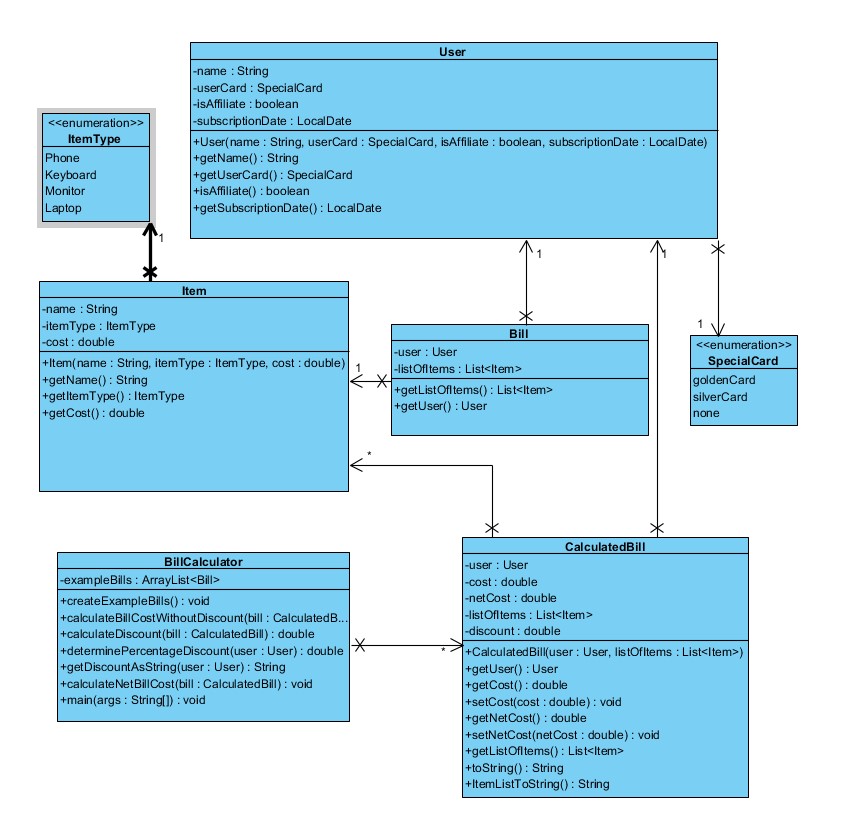 User
-name : String
-userCard : SpecialCard
-isAffiliate : boolean
-subscriptionDate : LocalDate
+User(name : String, userCard : SpecialCard, isAffiliate : boolean, subscriptionDate : LocalDate)
+getName() : String
+getUserCard() : SpecialCard
+isAffiliate() : boolean
+getSubscriptionDate() : LocalDate
<<enumeration>>
ItemType
Phone
Keyboard
Monitor
Laptop
1
1
1
1
Item
-name : String
-itemType : ItemType
-cost : double
+Item(name : String, itemType : ItemType, cost : double)
+getName() : String
+getItemType() : ItemType
+getCost() : double
1
Bill
-user : User
-listOfItems : List<Item>
+getListOfItems() : List<Item>
+getUser() : User
<<enumeration>>
SpecialCard
goldenCard
silverCard
none
*
BillCalculator
-exampleBills : ArrayList<Bill>
+createExampleBills() : void
+calculateBillCostWithoutDiscount(bill : CalculatedB...
+calculateDiscount(bill : CalculatedBill) : double
+determinePercentageDiscount(user : User) : double
+getDiscountAsString(user : User) : String
+calculateNetBillCost(bill : CalculatedBill) : void
+main(args : String[]) : void
*
CalculatedBill
-user : User
-cost : double
-netCost : double
-listOfItems : List<Item>
-discount : double
+CalculatedBill(user : User, listOfItems : List<Item>)
+getUser() : User
+getCost() : double
+setCost(cost : double) : void
+getNetCost() : double
+setNetCost(netCost : double) : void
+getListOfItems() : List<Item>
+toString() : String
+ItemListToString() : String